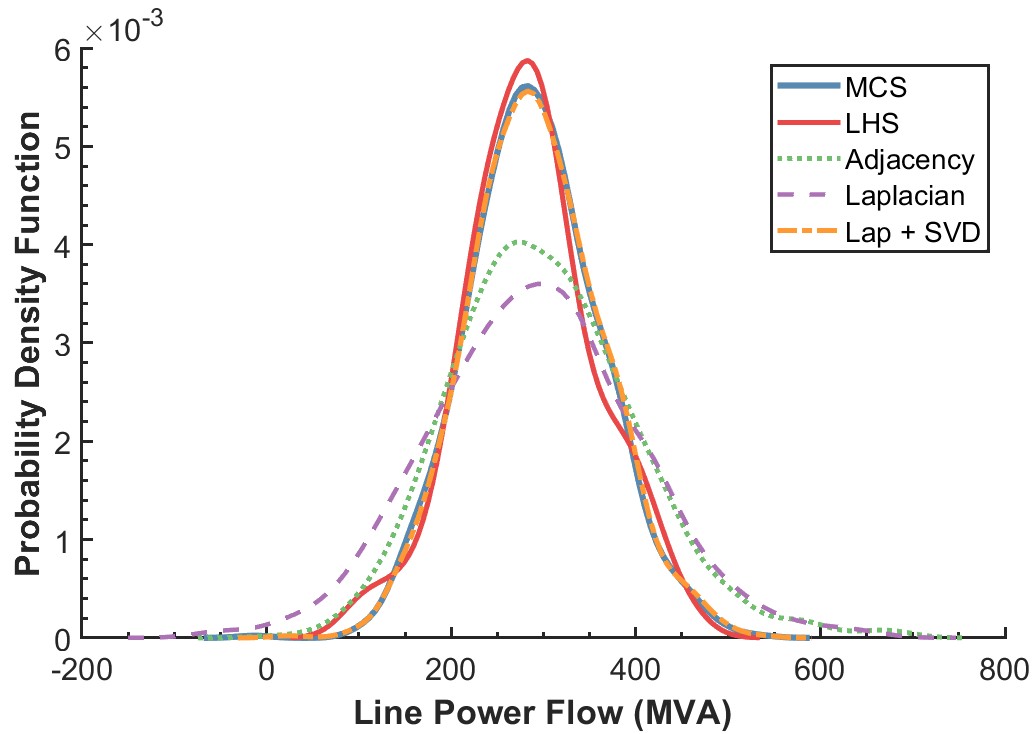 ×10-3
6
5
4
3
2
1
0
-200
0
200
400
600
800
Probability Density Function
Line Power Flow (MVA)
MCS
LHS
Adjacency
Laplacian
Lap + SVD